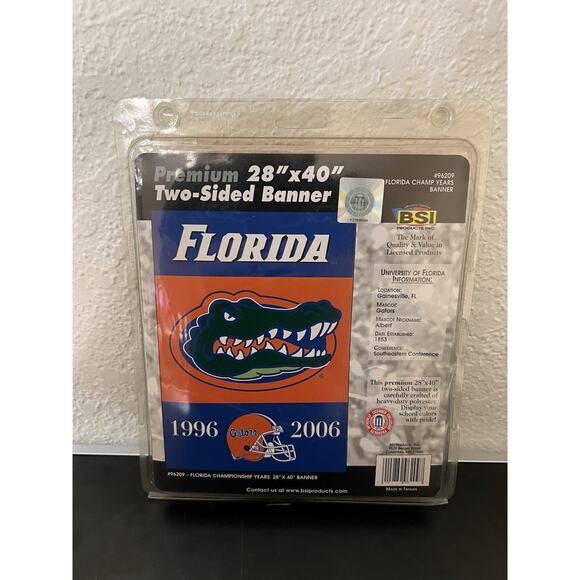 Premium 28"x40"
Two-Sided Banner
#96209
FLORIDA CHAMP YEARS
BANNER
BSI
PRODUCTS, INC.
The Mark of
Quality & Value in
Licensed Products
FLORIDA
UNIVERSITY OF FLORIDA
INFORMATION:
LOCATION:
Gainesville, FL
MASCOT:
Gators
MASCOT NICKNAME:
Albert
DATE ESTABLISHED:
1853
CONFERENCE:
Southeastern Conference
This premium 28"x40"
two-sided banner is
carefully crafted of
heavy-duty polyester.
Display your
school colors
with pride!
1996 Gators 2006
BSI Products, Inc.
MADE IN TAIWAN
#96209 – FLORIDA CHAMPIONSHIP YEARS 28" X 40" BANNER
Contact us at www.bsiproducts.com